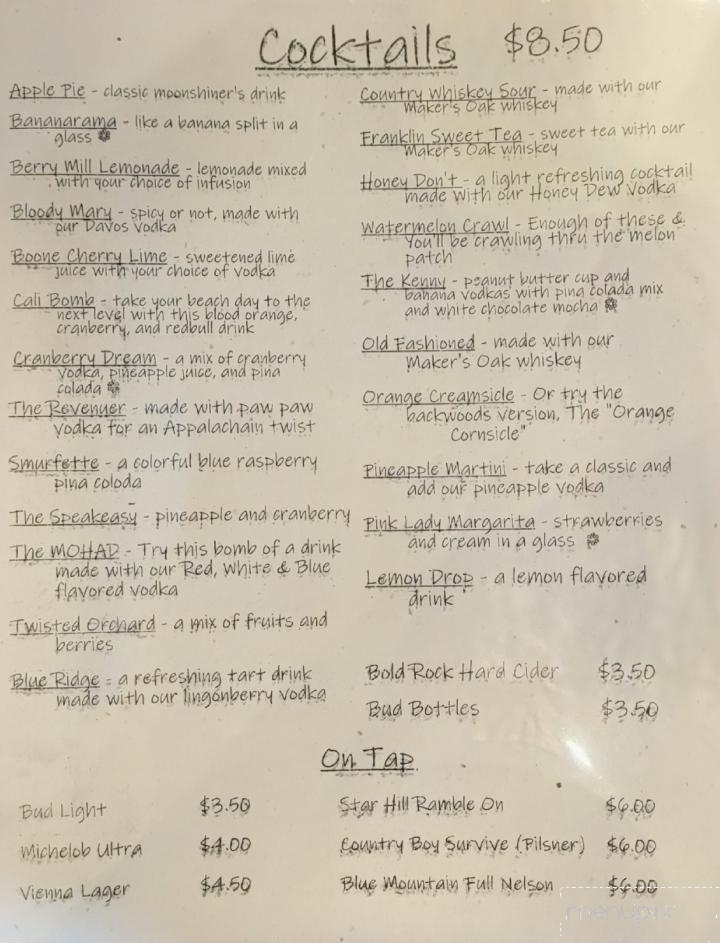 Cocktails $8.50
Apple Pie - classic moonshiner's drink
Bananarama - like a banana split in a
glass
Berry Mill Lemonade - lemonade mixed
with your choice of infusion
Bloody Mary - spicy or not, made with
our Davos vodka
Boone Cherry Lime - sweetened lime
juice with your choice of vodka
Cali Bomb - take your beach day to the
next level with this blood orange,
cranberry, and redbull drink
Cranberry Dream - a mix of cranberry
vodka, pineapple juice, and pina
colada
The Revenuer - made with paw paw
vodka for an Appalachain twist
Smurfette - a colorful blue raspberry
pina coloda
The Speakeasy - pineapple and cranberry
The MOHAD - Try this bomb of a drink
made with our Red, White & Blue
flavored vodka
Twisted Orchard - a mix of fruits and
berries
Blue Ridge - a refreshing tart drink
made with our lingonberry vodka
Country Whiskey Sour - made with our
Maker's Oak whiskey
Franklin Sweet Tea - sweet tea with our
Maker's Oak whiskey
Honey Don't - a light refreshing cocktail
made with our Honey Dew Vodka
Watermelon Crawl - Enough of these &
You'll be crawling thru the melon
patch
The Kenny - peanut butter cup and
banana vodkas with pina colada mix
and white chocolate mocha
Old Fashioned - made with our
Maker's Oak whiskey
Orange Creamsicle - Or try the
backwoods version, The "Orange
Cornsicle"
Pineapple Martini - take a classic and
add our pineapple vodka
Pink Lady Margarita - strawberries
and cream in a glass
Lemon Drop - a lemon flavored
drink
Bold Rock Hard Cider $3.50
Bud Bottles $3.50
On Tap
Bud Light $3.50
Michelob Ultra $4.00
Vienna Lager $4.50
Star Hill Ramble On $6.00
Country Boy Survive (Pilsner) $6.00
Blue Mountain Full Nelson $6.00
menupix